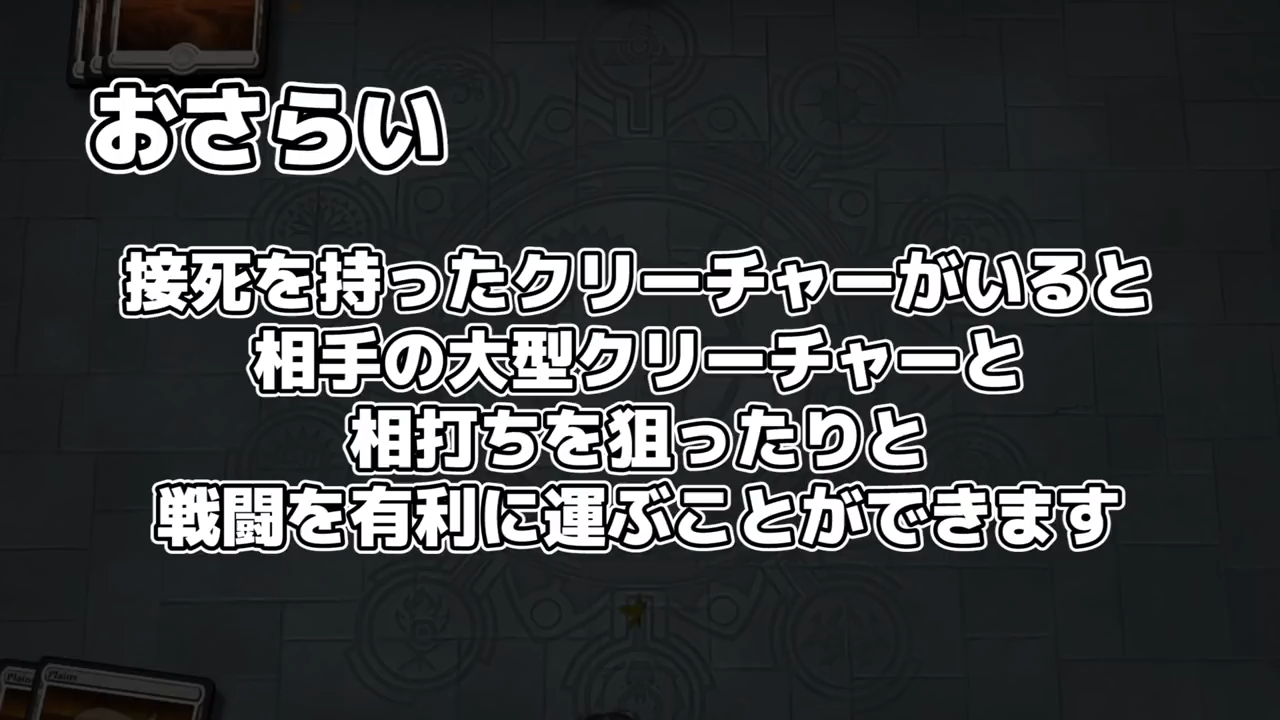 おさらい
接死を持ったクリーチャーがいると
相手の大型クリーチャーと
相打ちを狙ったりと
戦闘を有利に運ぶことができます
Plains
Plains